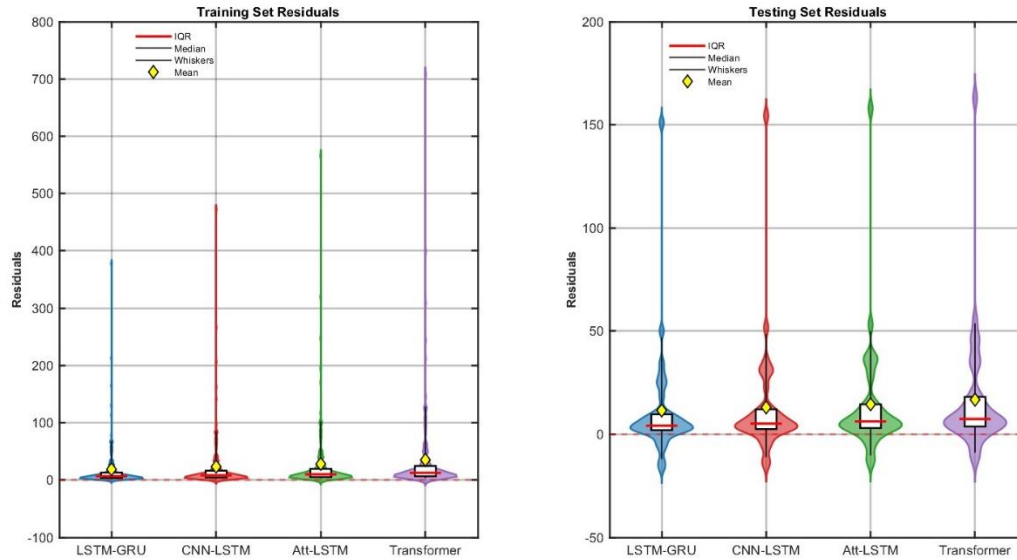 Training Set Residuals
800
700
600
500
400
300
200
100
0
-100
Residuals
IQR
Median
Whiskers
Mean
LSTM-GRU
CNN-LSTM
Att-LSTM
Transformer
Testing Set Residuals
200
150
100
50
0
-50
Residuals
IQR
Median
Whiskers
Mean
LSTM-GRU
CNN-LSTM
Att-LSTM
Transformer